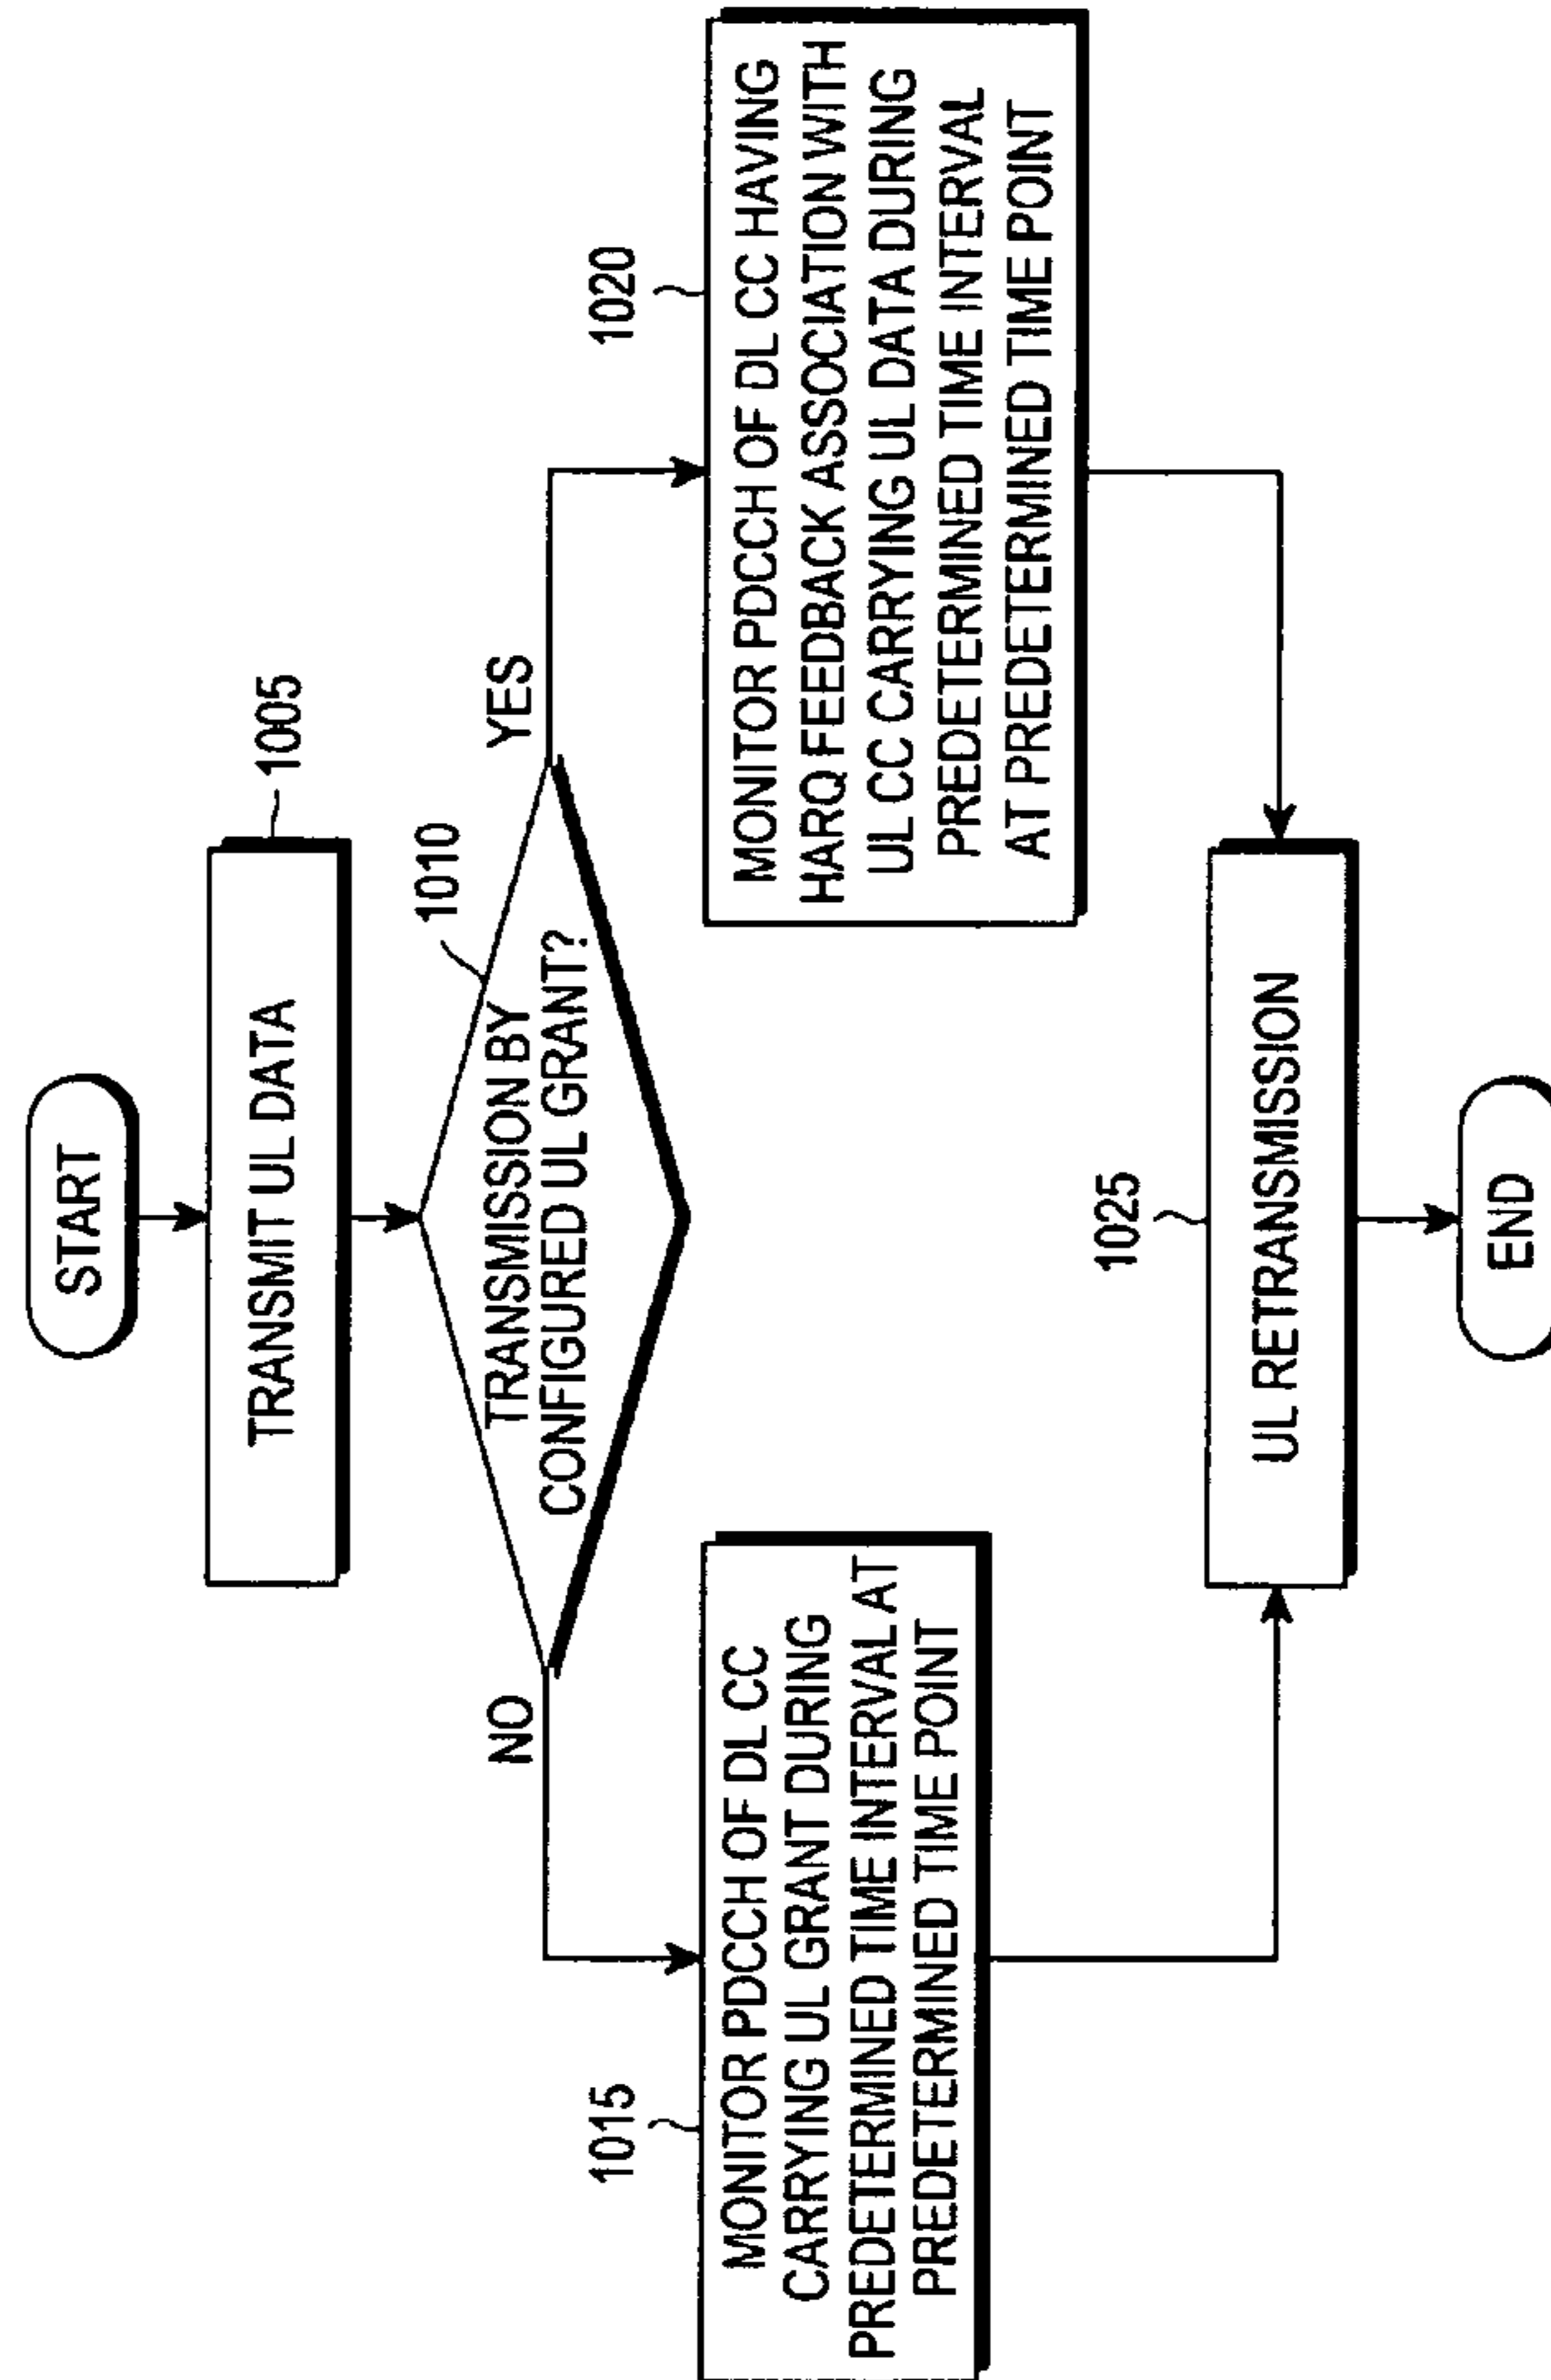 START
TRANSMIT UL DATA
1005
1010
TRANSMISSION BY
CONFIGURED UL GRANT?
NO
YES
1015
MONITOR PDCCH OF DL CC
CARRYING UL GRANT DURING
PREDETERMINED TIME INTERVAL AT
PREDETERMINED TIME POINT
1020
MONITOR PDCCH OF DL CC HAVING
HARQ FEEDBACK ASSOCIATION WITH
UL CC CARRYING UL DATA DURING
PREDETERMINED TIME INTERVAL
AT PREDETERMINED TIME POINT
1025
UL RETRANSMISSION
END